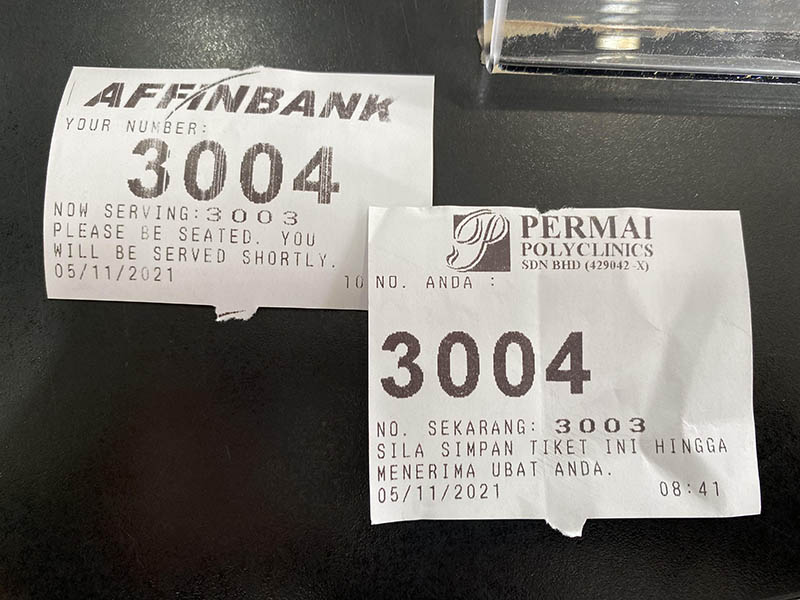 AFFINBANK
YOUR NUMBER:
3004
NOW SERVING:3003
PLEASE BE SEATED. YOU
WILL BE SERVED SHORTLY.
05/11/2021 10
PERMAI
POLYCLINICS
SDN BHD (429042-X)
NO. ANDA :
3004
NO. SEKARANG: 3003
SILA SIMPAN TIKET INI HINGGA
MENERIMA UBAT ANDA.
05/11/2021 08:41